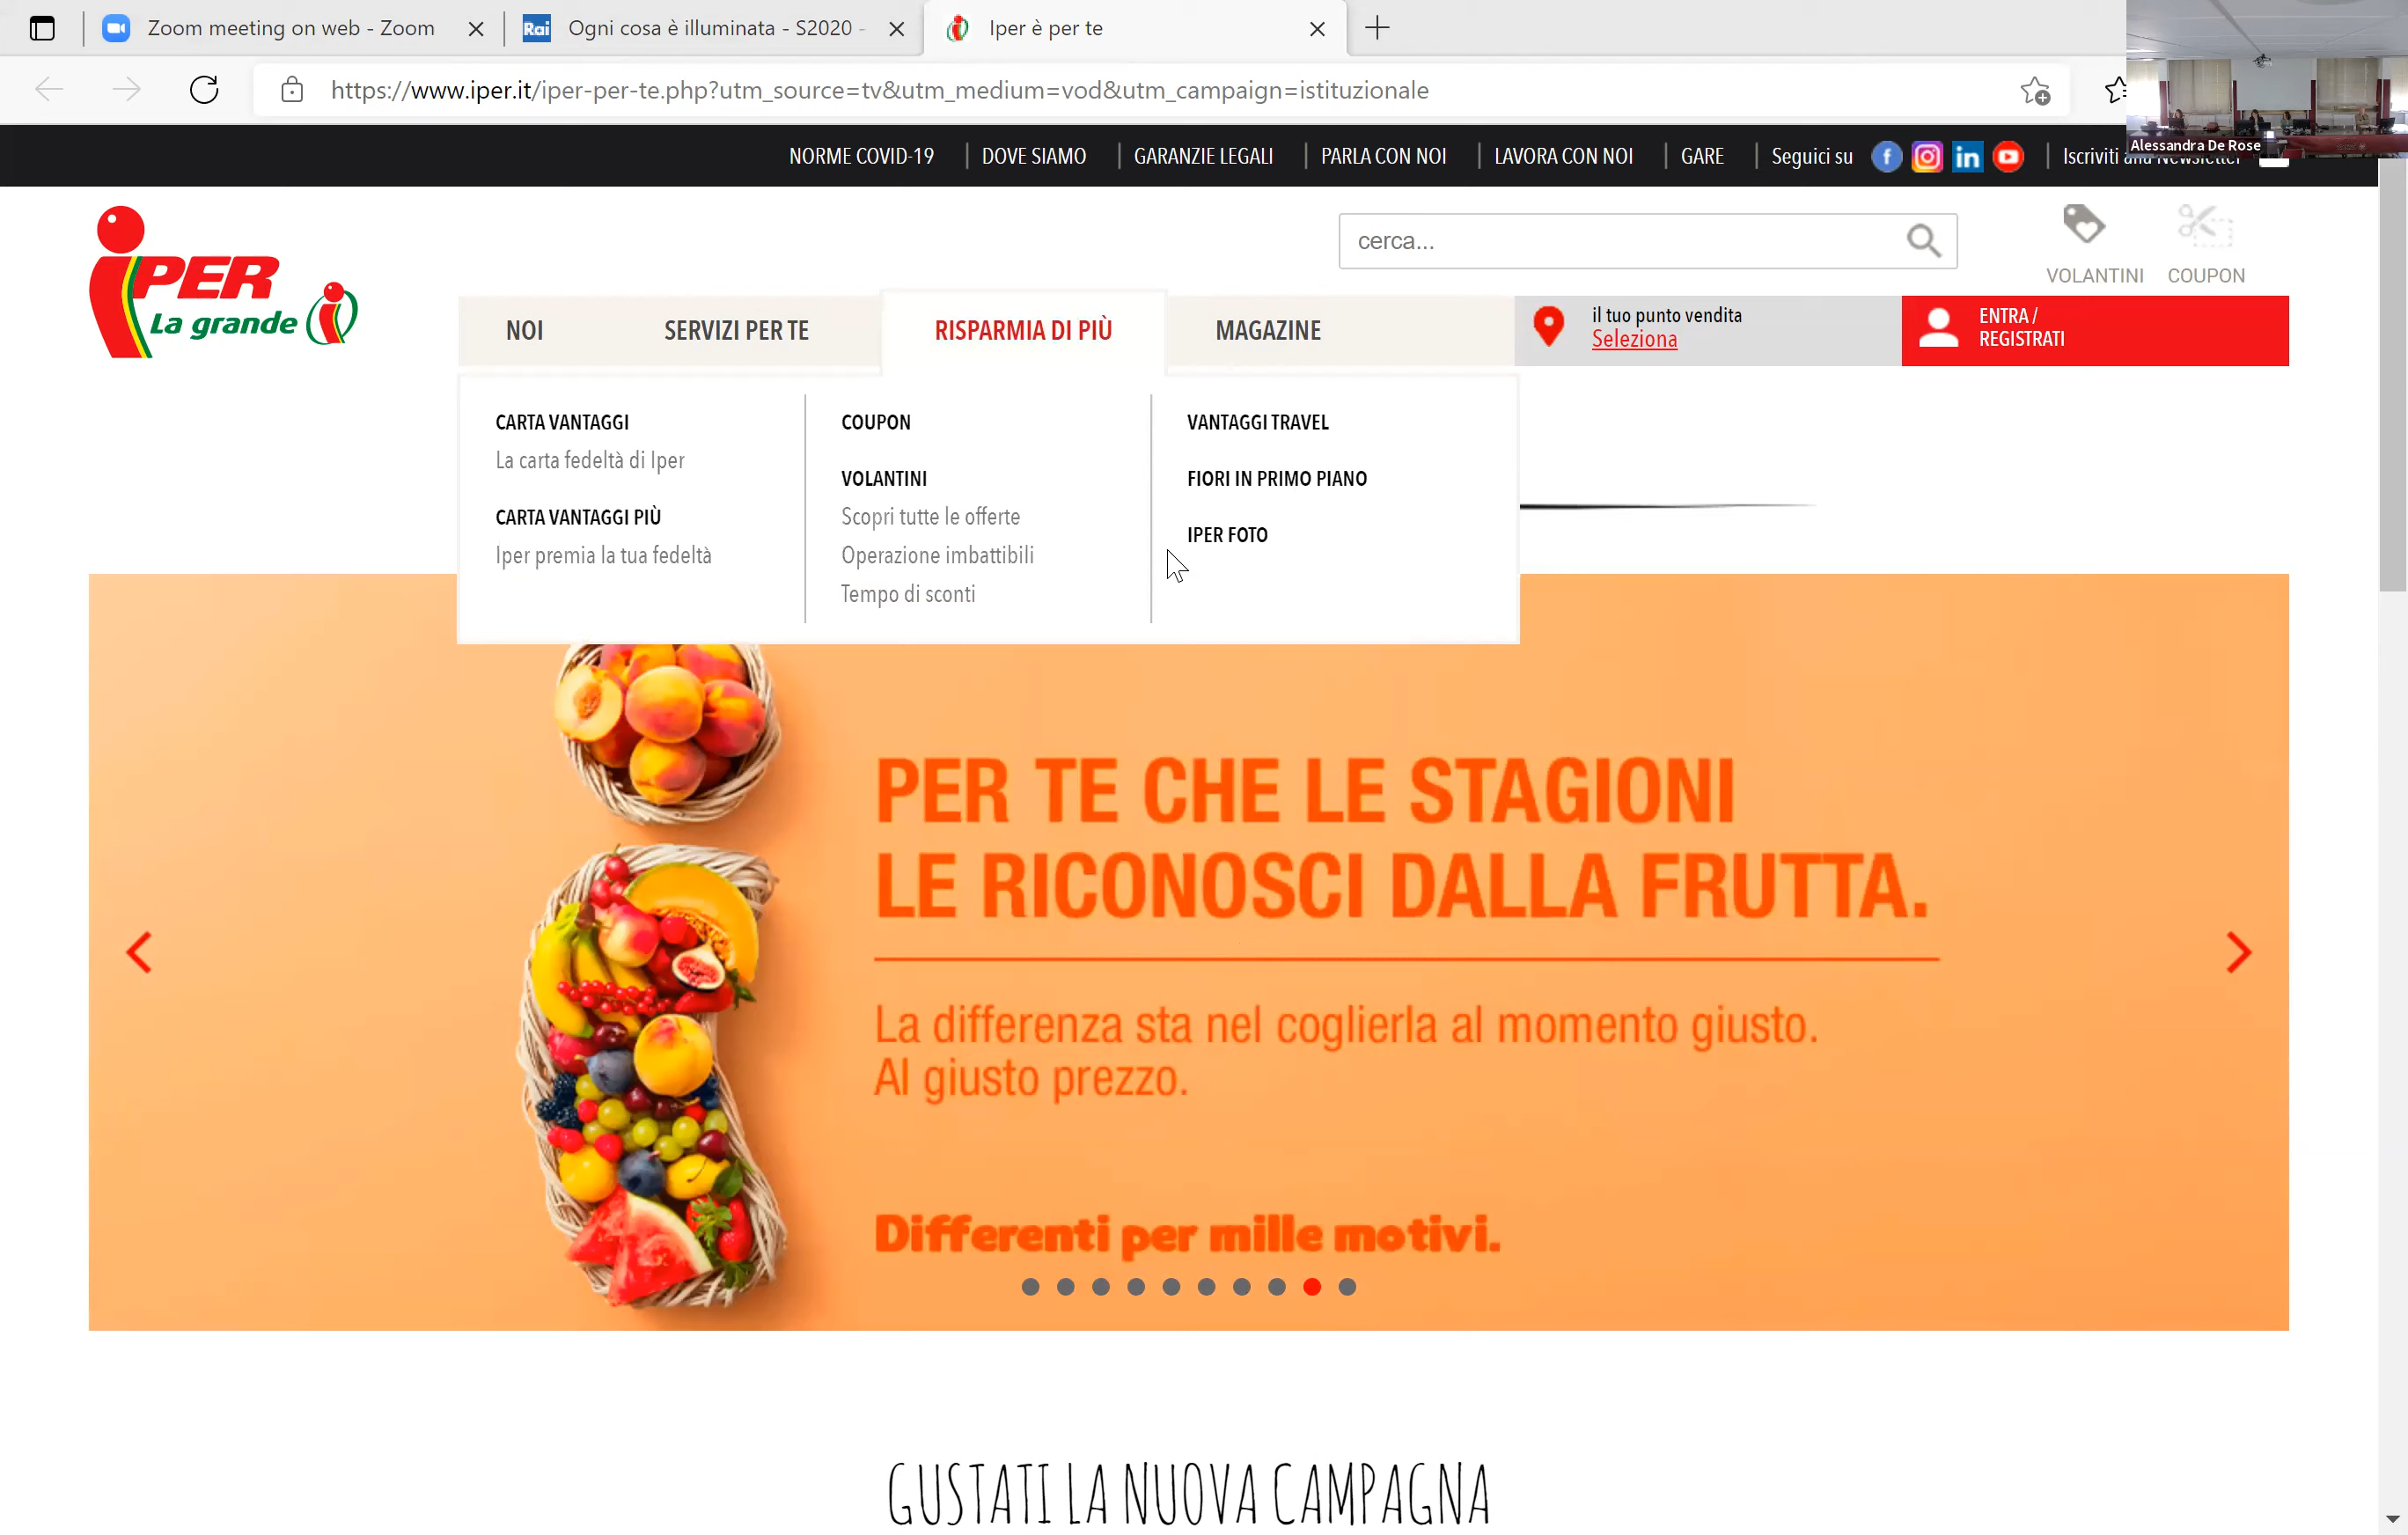 Zoom meeting on web - Zoom
Rai Ogni cosa è illuminata - S2020 -
Iper è per te
https://www.iper.it/iper-per-te.php?utm_source=tv&utm_medium=vod&utm_campaign=istituzionale
Alessandra De Rose
NORME COVID-19 | DOVE SIAMO | GARANZIE LEGALI | PARLA CON NOI | LAVORA CON NOI | GARE | Seguici su | Iscriviti alla Newsletter
iPER
La grande i
cerca...
VOLANTINI COUPON
NOI SERVIZI PER TE RISPARMIA DI PIÙ MAGAZINE
il tuo punto vendita
Seleziona
ENTRA /
REGISTRATI
CARTA VANTAGGI
La carta fedeltà di Iper
CARTA VANTAGGI PIÙ
Iper premia la tua fedeltà
COUPON
VOLANTINI
Scopri tutte le offerte
Operazione imbattibili
Tempo di sconti
VANTAGGI TRAVEL
FIORI IN PRIMO PIANO
IPER FOTO
PER TE CHE LE STAGIONI
LE RICONOSCI DALLA FRUTTA.
La differenza sta nel coglierla al momento giusto.
Al giusto prezzo.
Differenti per mille motivi.
GUSTATI LA NUOVA CAMPAGNA